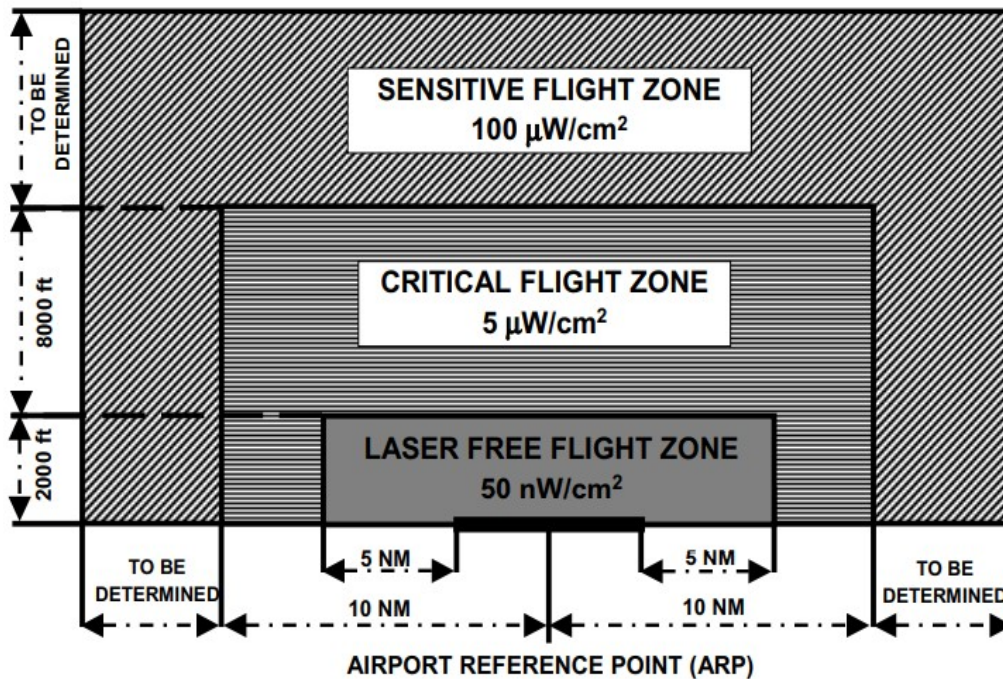 TO BE
DETERMINED
SENSITIVE FLIGHT ZONE
100 μW/cm²
8000 ft
CRITICAL FLIGHT ZONE
5 μW/cm²
2000 ft
LASER FREE FLIGHT ZONE
50 nW/cm²
TO BE
DETERMINED
5 NM
5 NM
TO BE
DETERMINED
10 NM
10 NM
AIRPORT REFERENCE POINT (ARP)